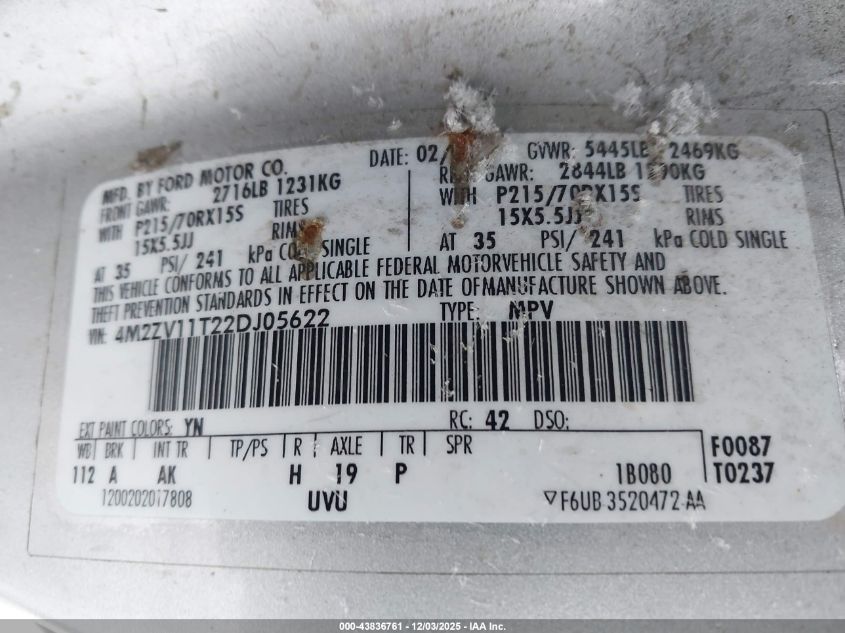 MFD. BY FORD MOTOR CO.
FRONT GAWR: 2716LB 1231KG
WITH P215/70RX15S TIRES
15X5.5JJ RIMS
AT 35 PSI/ 241 kPa COLD SINGLE
DATE: 02/ GVWR: 5445LB 2469KG
GAWR: 2844LB
WITH P215/70RX15S TIRES
15X5.5JJ RIMS
AT 35 PSI/ 241 kPa COLD SINGLE
THIS VEHICLE CONFORMS TO ALL APPLICABLE FEDERAL MOTORVEHICLE SAFETY AND
THEFT PREVENTION STANDARDS IN EFFECT ON THE DATE OF MANUFACTURE SHOWN ABOVE.
VIN: 4M2ZV11T22DJ05622 TYPE: MPV
EXT PAINT COLORS: YN RC: 42 DSO:
WB BRK INT TR TP/PS R AXLE TR SPR F0087
112 A AK H 19 P 1B080 T0237
1200202017808 UVU F6UB 3520472 AA
000-43836761 - 12/03/2025 - IAA Inc.